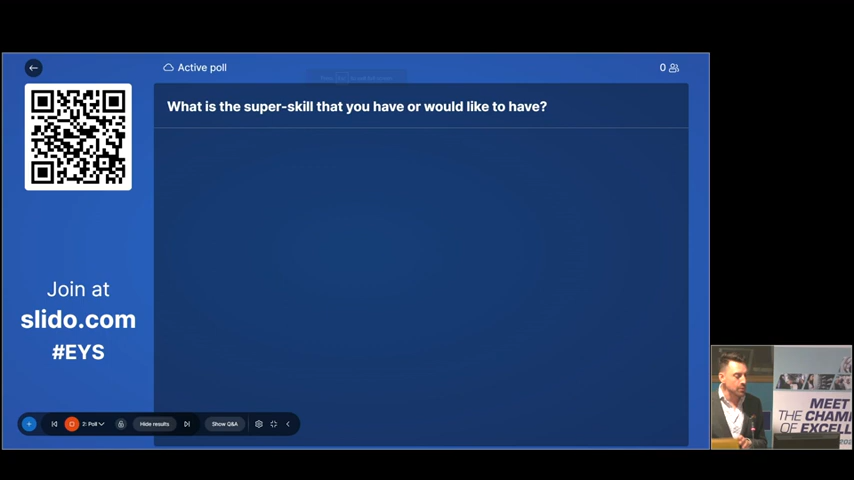 Active poll
0
What is the super-skill that you have or would like to have?
Join at
slido.com
#EYS
2: Poll
Hide results
Show Q&A
MEET
THE CHAM
OF EXCELL